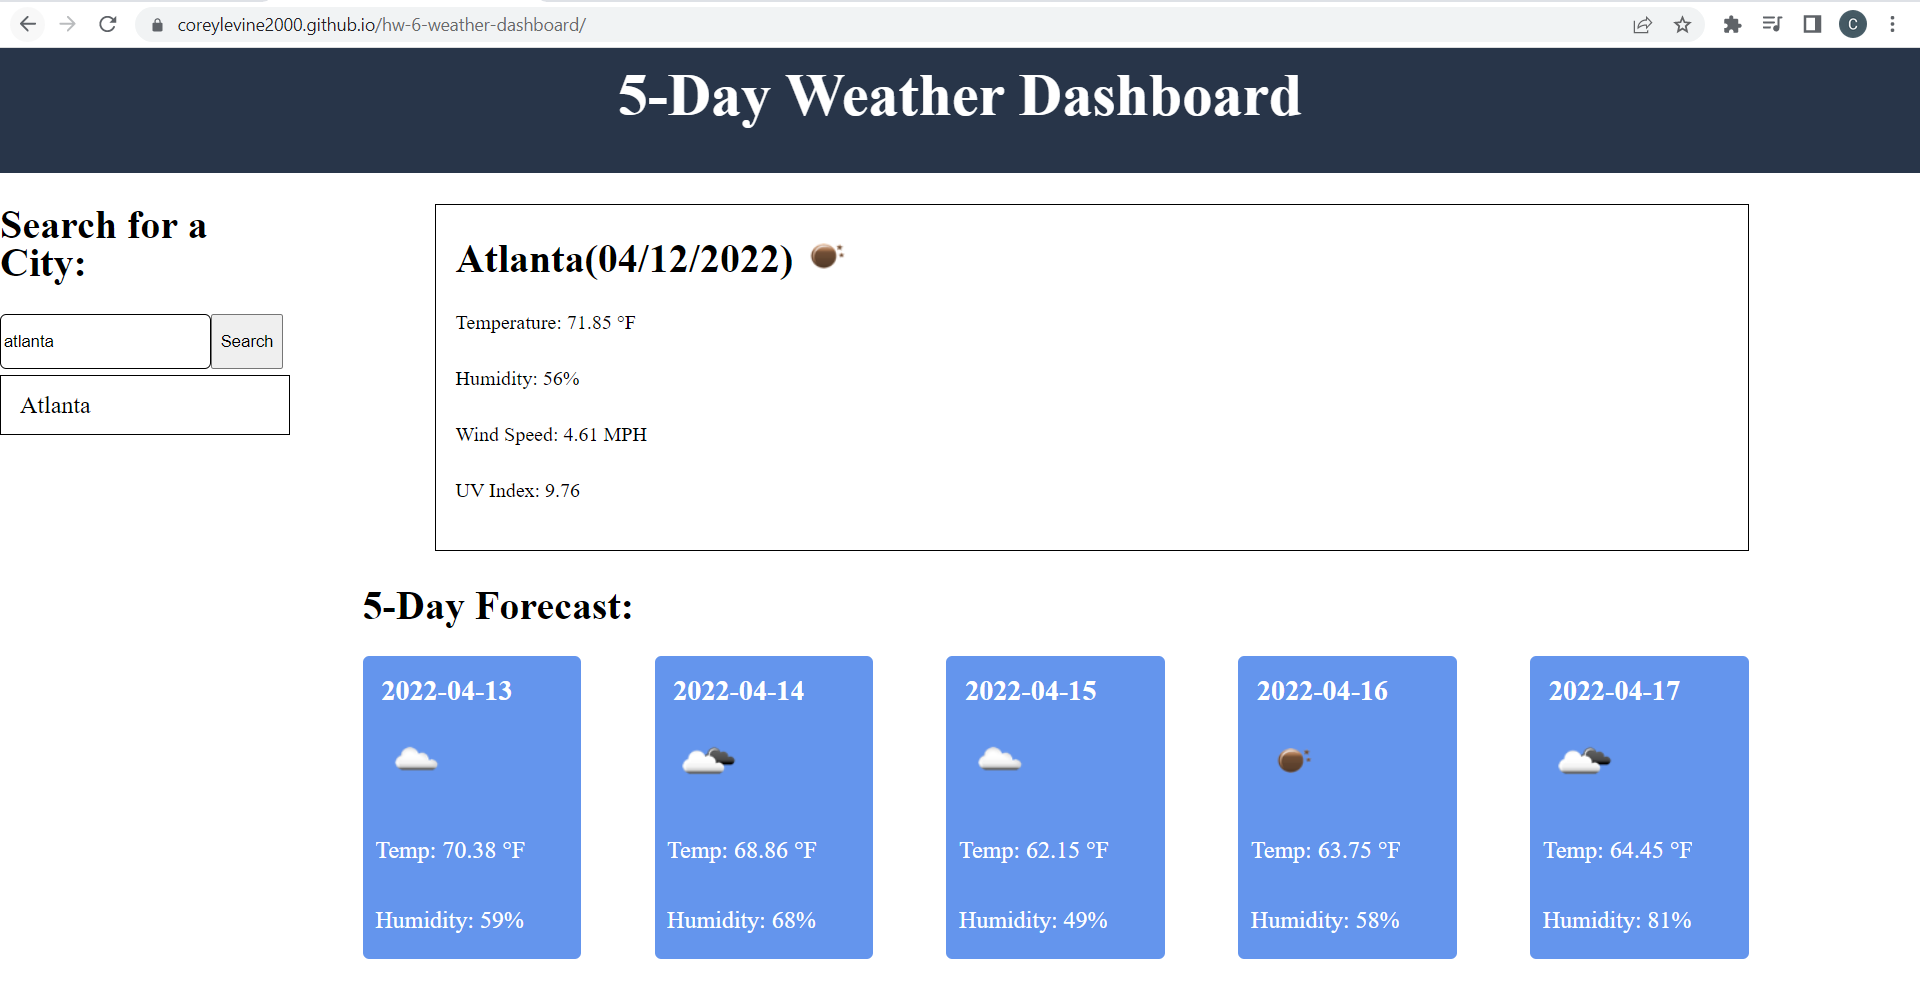 coreylevine2000.github.io/hw-6-weather-dashboard/
C
5-Day Weather Dashboard
Search for a
City:
atlanta
Search
Atlanta
Atlanta(04/12/2022)
Temperature: 71.85 °F
Humidity: 56%
Wind Speed: 4.61 MPH
UV Index: 9.76
5-Day Forecast:
2022-04-13
Temp: 70.38 °F
Humidity: 59%
2022-04-14
Temp: 68.86 °F
Humidity: 68%
2022-04-15
Temp: 62.15 °F
Humidity: 49%
2022-04-16
Temp: 63.75 °F
Humidity: 58%
2022-04-17
Temp: 64.45 °F
Humidity: 81%